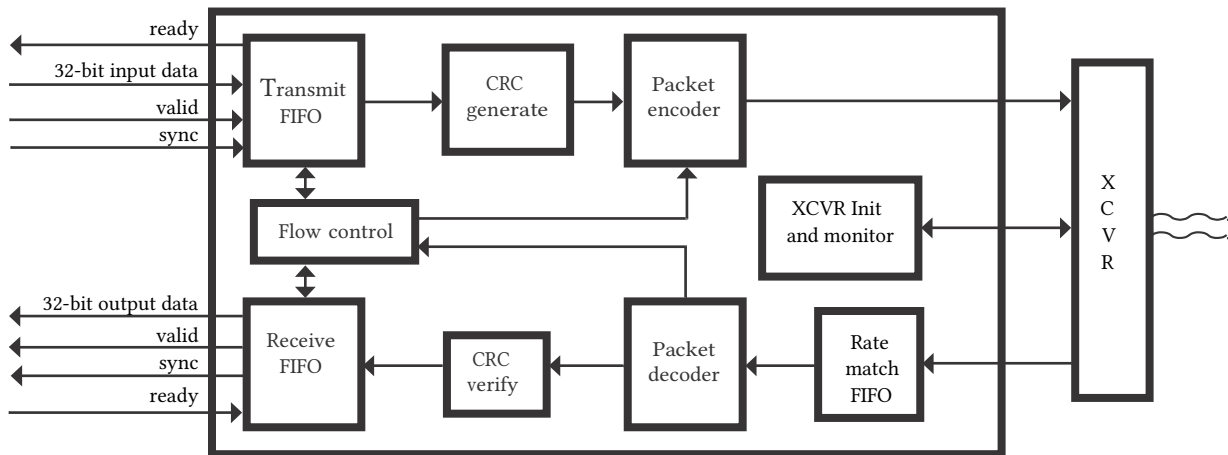 ready
32-bit input data
valid
sync
Transmit
FIFO
CRC
generate
Packet
encoder
Flow control
XCVR Init
and monitor
X
C
V
R
32-bit output data
valid
sync
ready
Receive
FIFO
CRC
verify
Packet
decoder
Rate
match
FIFO